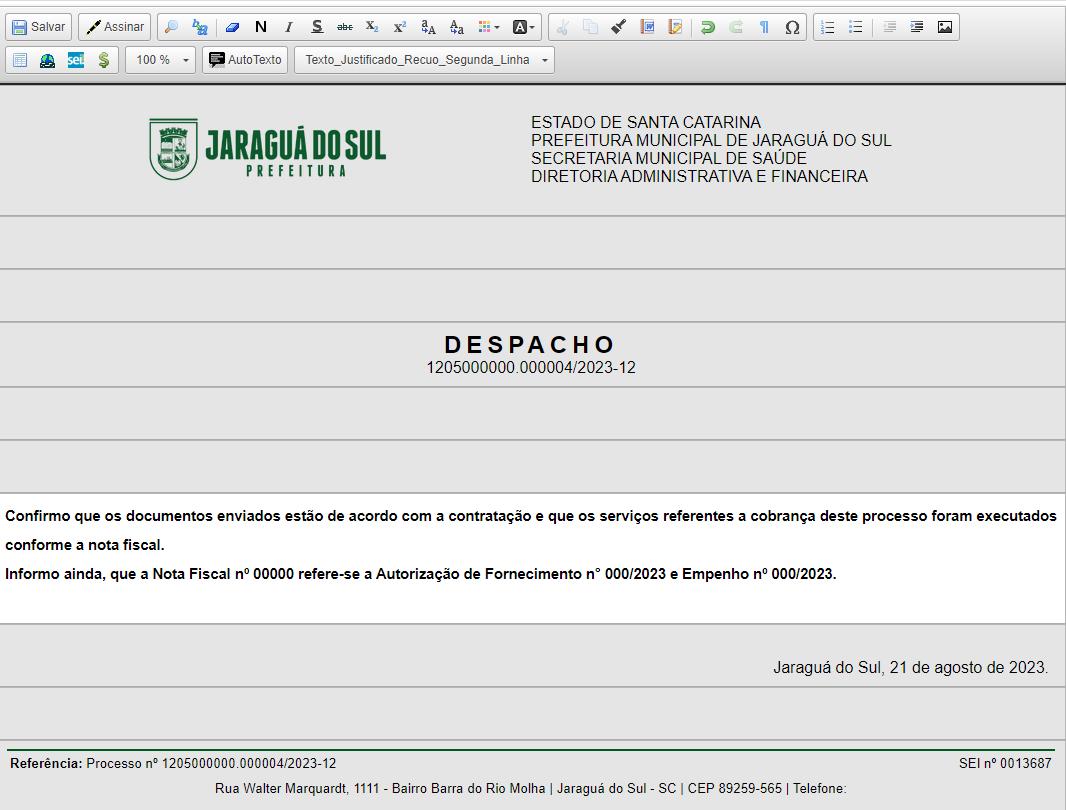 Salvar Assinar N I S abc X₂ X² ªA Aa A Ω
sei! $ 100 % AutoTexto Texto_Justificado_Recuo_Segunda_Linha
JARAGUÁ DO SUL
PREFEITURA
ESTADO DE SANTA CATARINA
PREFEITURA MUNICIPAL DE JARAGUÁ DO SUL
SECRETARIA MUNICIPAL DE SAÚDE
DIRETORIA ADMINISTRATIVA E FINANCEIRA
DESPACHO
1205000000.000004/2023-12
Confirmo que os documentos enviados estão de acordo com a contratação e que os serviços referentes a cobrança deste processo foram executados
conforme a nota fiscal.
Informo ainda, que a Nota Fiscal nº 00000 refere-se a Autorização de Fornecimento n° 000/2023 e Empenho nº 000/2023.
Jaraguá do Sul, 21 de agosto de 2023.
Referência: Processo nº 1205000000.000004/2023-12 SEI nº 0013687
Rua Walter Marquardt, 1111 - Bairro Barra do Rio Molha | Jaraguá do Sul - SC | CEP 89259-565 | Telefone: